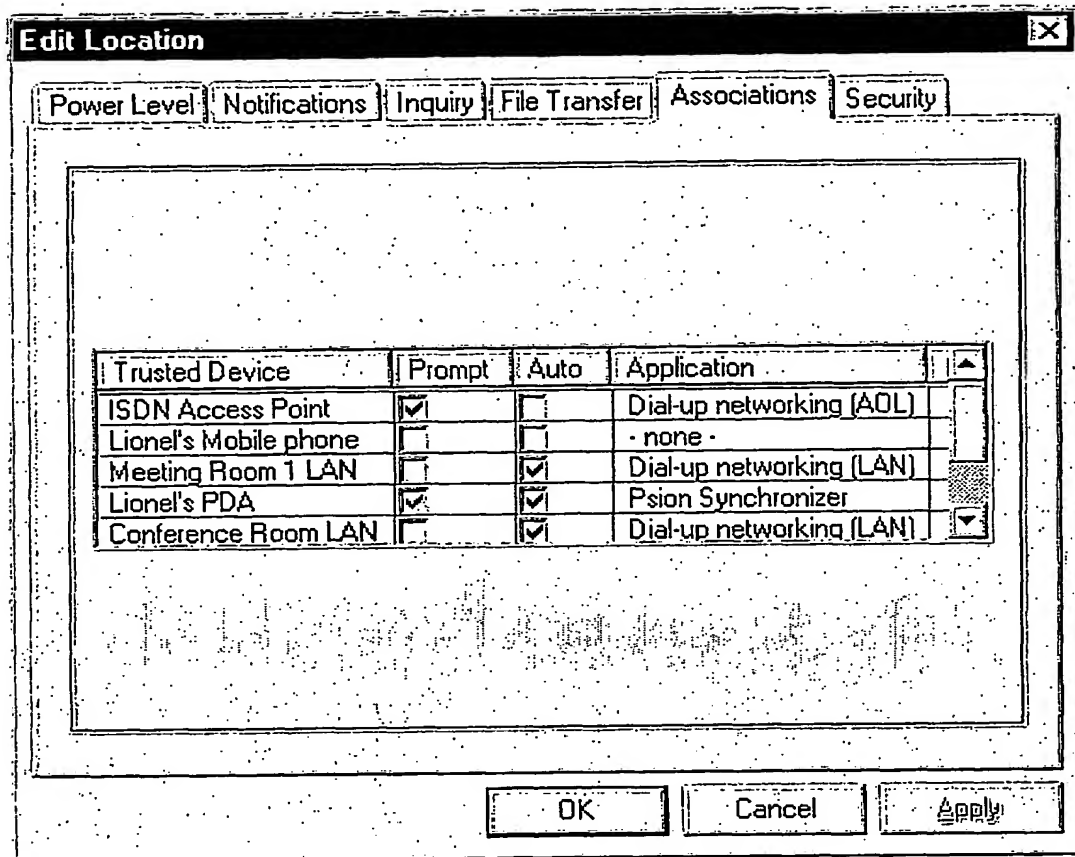 Edit Location
Power Level Notifications Inquiry File Transfer Associations Security
Trusted Device Prompt Auto Application
ISDN Access Point Dial-up networking (AOL)
Lionel's Mobile phone - none -
Meeting Room 1 LAN Dial-up networking (LAN)
Lionel's PDA Psion Synchronizer
Conference Room LAN Dial-up networking (LAN)
OK Cancel Apply